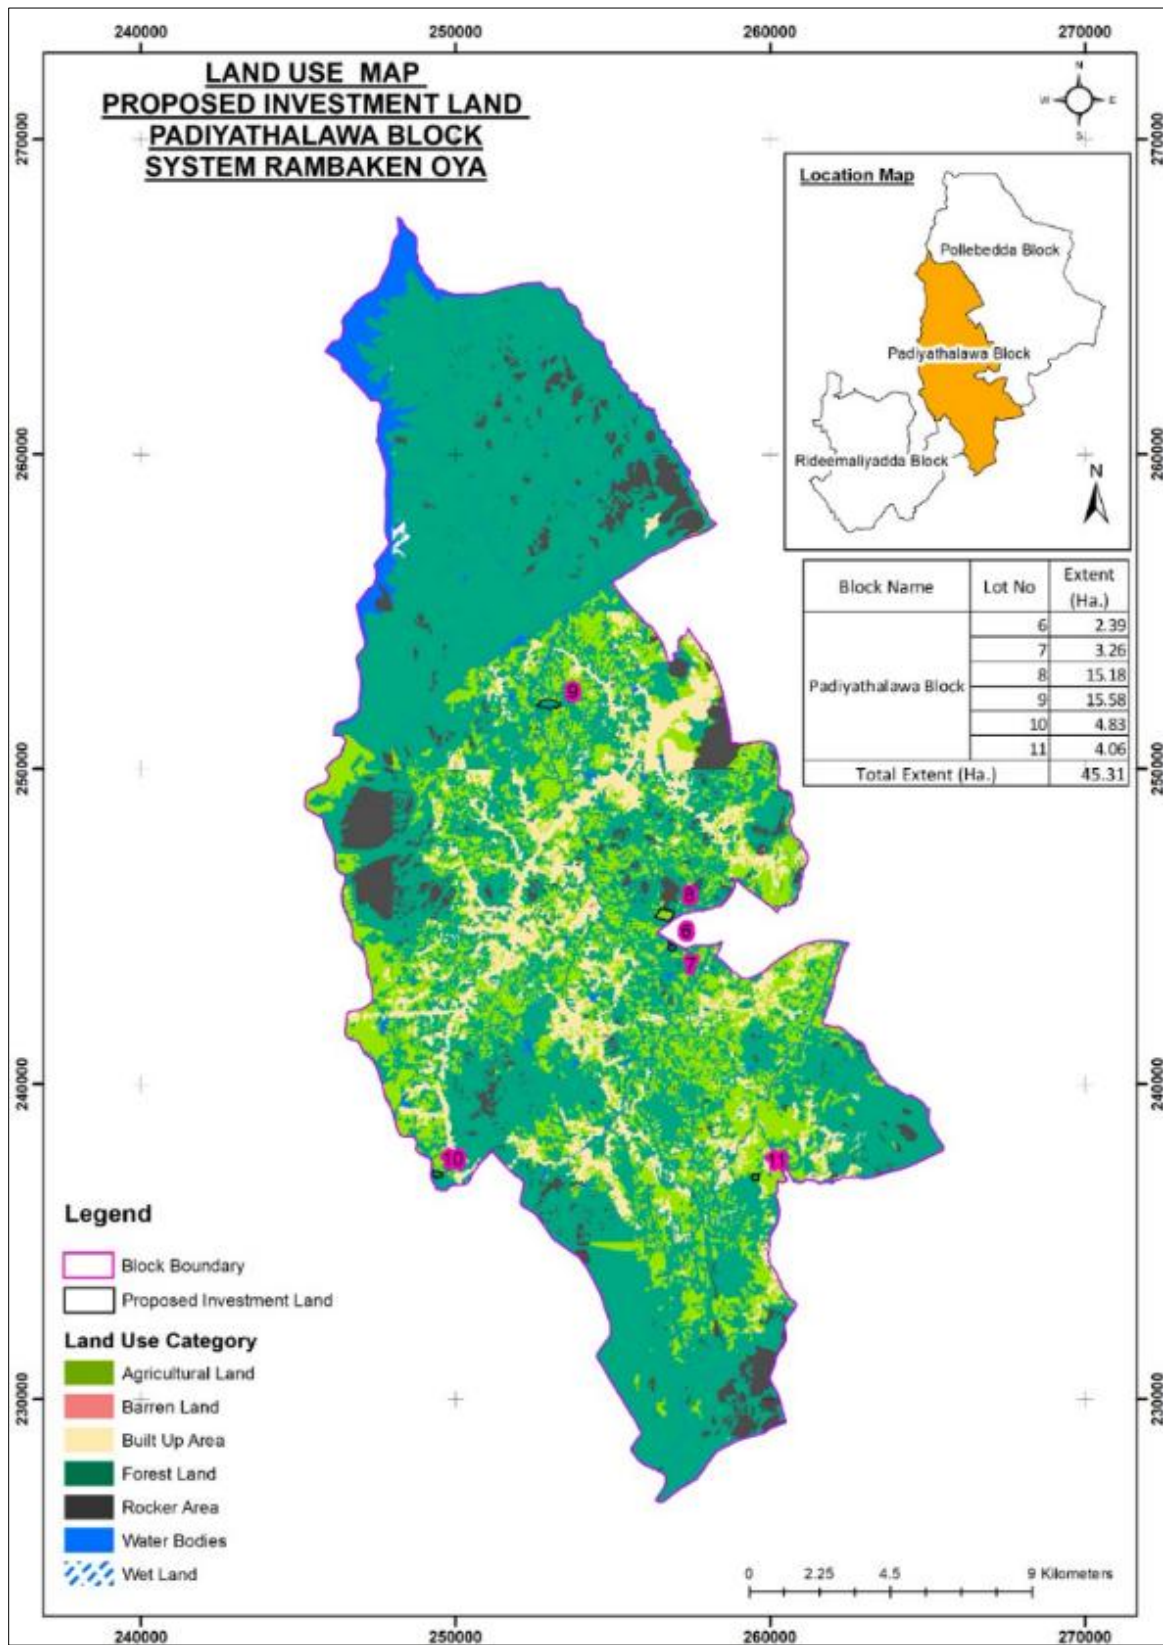 240000 250000 260000 270000
LAND USE MAP
PROPOSED INVESTMENT LAND
PADIYATHALAWA BLOCK
SYSTEM RAMBAKEN OYA
N
W E
S
270000 270000
Location Map
Pollebedda Block
Padiyathalawa Block
Rideemaliyadda Block
N
260000 260000
Block Name Lot No Extent (Ha.)
Padiyathalawa Block
6 2.39
7 3.26
8 15.18
9 15.58
10 4.83
11 4.06
Total Extent (Ha.) 45.31
250000 250000
9
8
6
7
240000 240000
10
11
Legend
Block Boundary
Proposed Investment Land
Land Use Category
Agricultural Land
Barren Land
Built Up Area
Forest Land
Rocker Area
Water Bodies
Wet Land
230000 230000
0 2.25 4.5 9 Kilometers
240000 250000 260000 270000